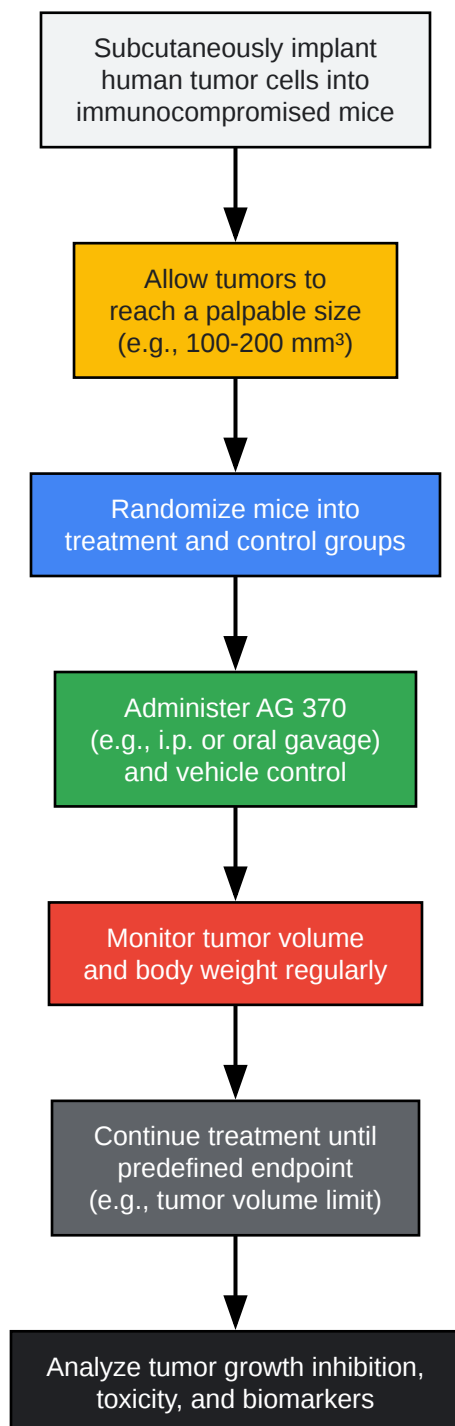 Subcutaneously implant
human tumor cells into
immunocompromised mice
Allow tumors to
reach a palpable size
(e.g., 100-200 mm³)
Randomize mice into
treatment and control groups
Administer AG 370
(e.g., i.p. or oral gavage)
and vehicle control
Monitor tumor volume
and body weight regularly
Continue treatment until
predefined endpoint
(e.g., tumor volume limit)
Analyze tumor growth inhibition,
toxicity, and biomarkers